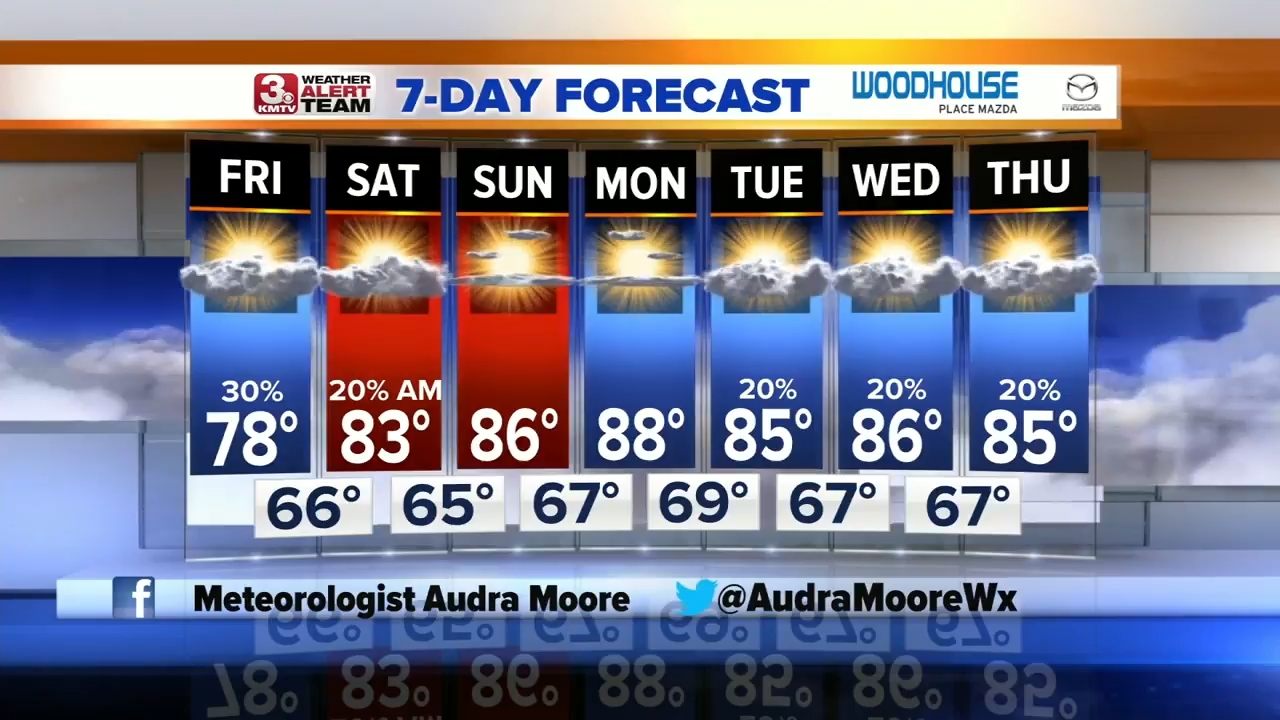 3 KMTV WEATHER ALERT TEAM 7-DAY FORECAST WOODHOUSE PLACE MAZDA mazda
FRI SAT SUN MON TUE WED THU
30% 20% AM 20% 20% 20%
78° 83° 86° 88° 85° 86° 85°
66° 65° 67° 69° 67° 67°
f Meteorologist Audra Moore @AudraMooreWx